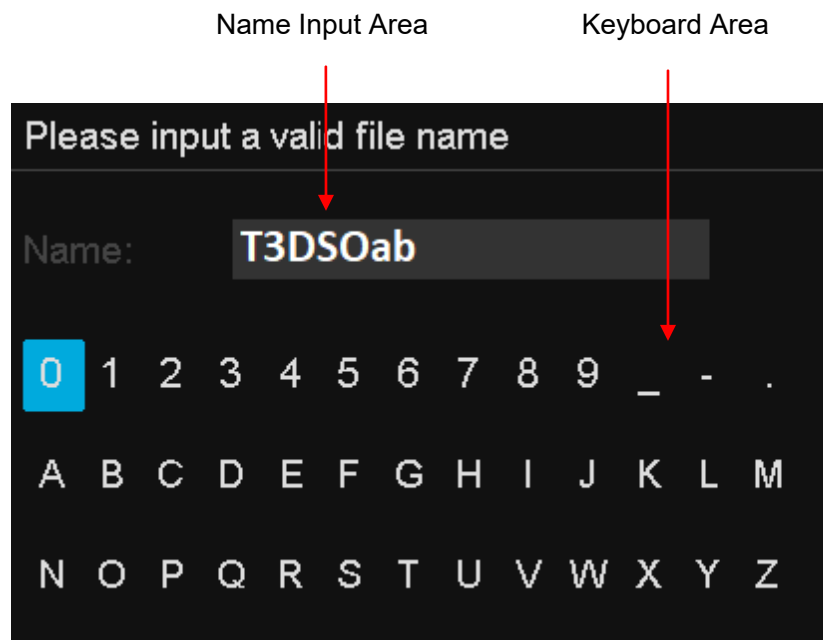 Name Input Area Keyboard Area
Please input a valid file name
Name: T3DSOab
0 1 2 3 4 5 6 7 8 9 _ - .
A B C D E F G H I J K L M
N O P Q R S T U V W X Y Z